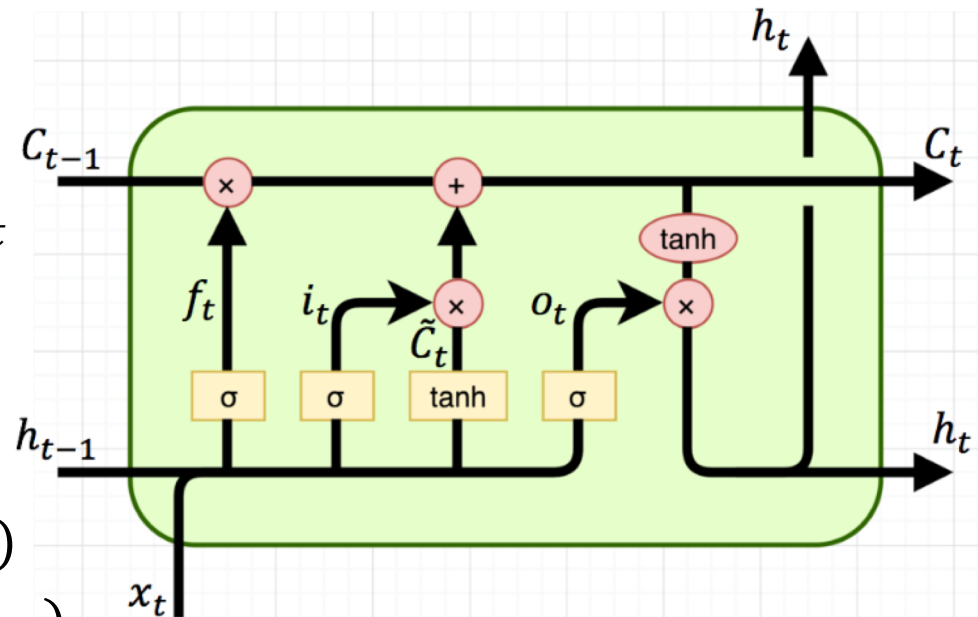 h_t
C_{t-1}
C_t
×
+
t
tanh
f_t
i_t
×
o_t
×
C̃_t
σ
σ
tanh
σ
h_{t-1}
h_t
)
x_t
)